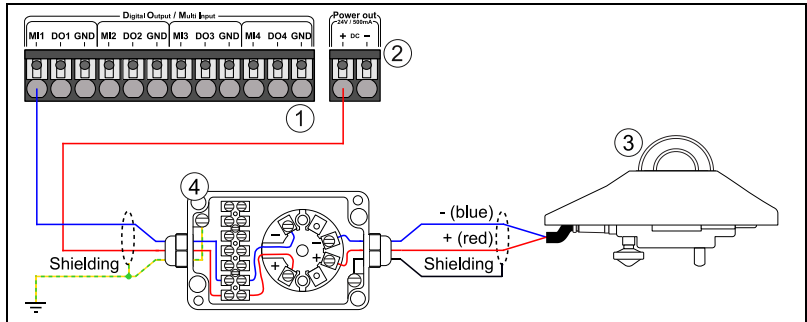 Digital Output / Multi Input
Power out
24V / 500mA
MI1 DO1 GND MI2 DO2 GND MI3 DO3 GND MI4 DO4 GND
+ DC −
2
1
3
4
- (blue)
+ (red)
Shielding
Shielding
−
−
+
+